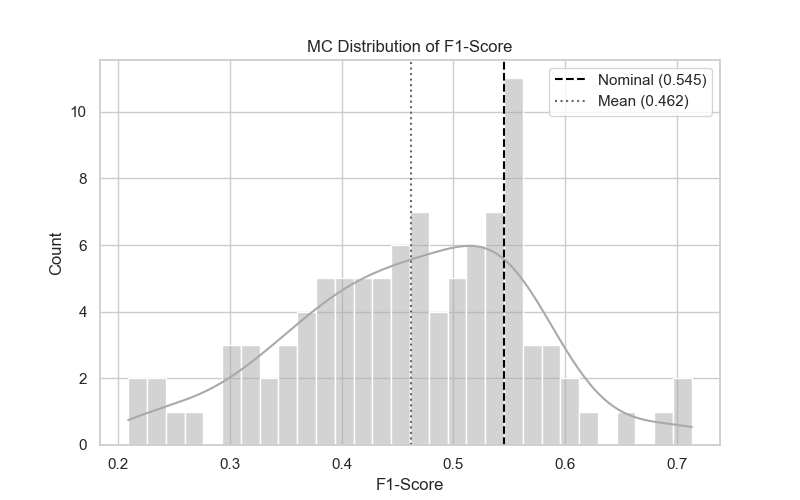 MC Distribution of F1-Score
Nominal (0.545)
Mean (0.462)
Count
10
8
6
4
2
0
0.2 0.3 0.4 0.5 0.6 0.7
F1-Score